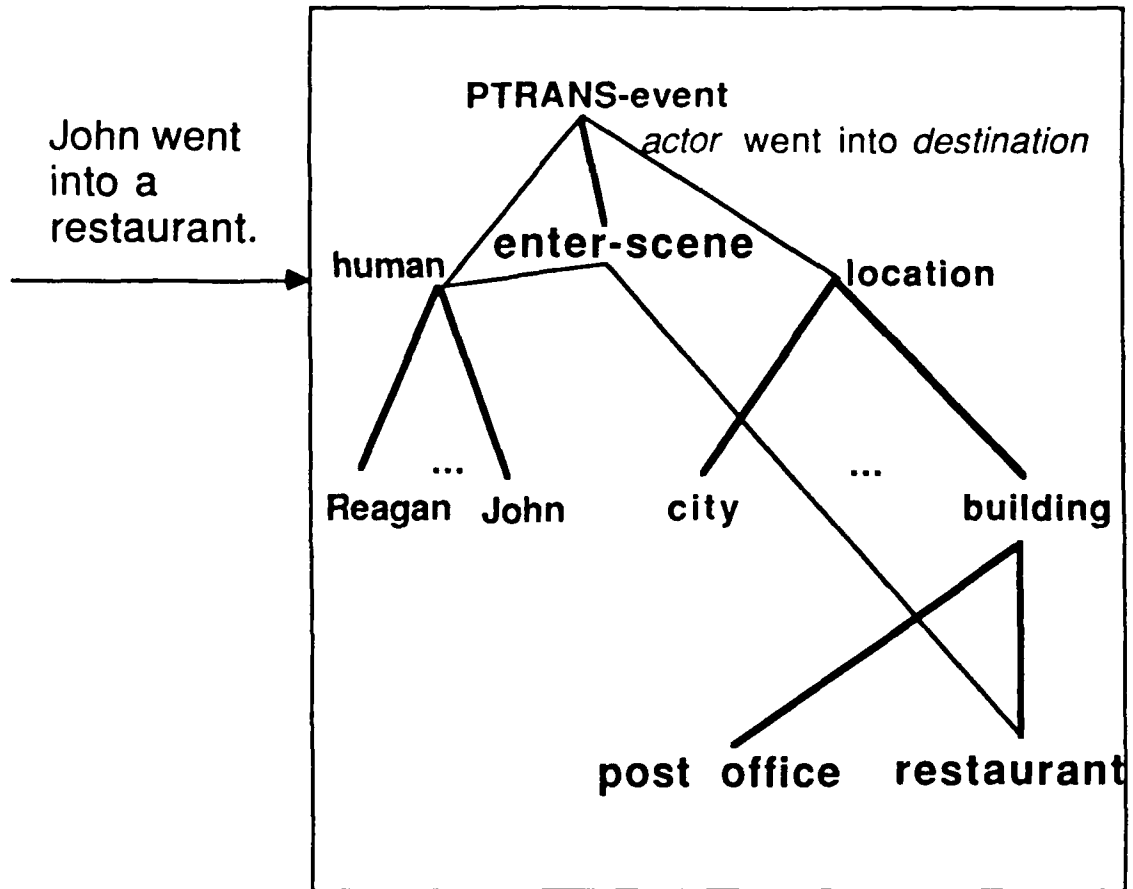 John went
into a
restaurant.
PTRANS-event
actor went into destination
enter-scene
human
location
...
...
Reagan
John
city
building
post office
restaurant